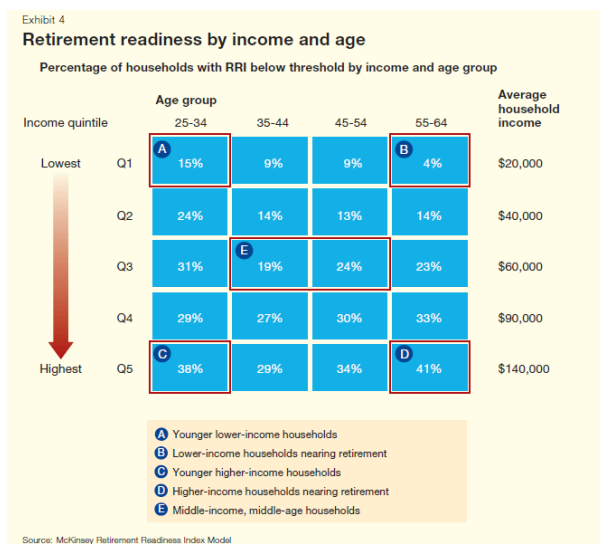 Exhibit 4
Retirement readiness by income and age
Percentage of households with RRI below threshold by income and age group
Age group
Average
household
income
Income quintile 25-34 35-44 45-54 55-64
A B
Lowest Q1 15% 9% 9% 4% $20,000
Q2 24% 14% 13% 14% $40,000
E
Q3 31% 19% 24% 23% $60,000
Q4 29% 27% 30% 33% $90,000
C D
Highest Q5 38% 29% 34% 41% $140,000
A Younger lower-income households
B Lower-income households nearing retirement
C Younger higher-income households
D Higher-income households nearing retirement
E Middle-income, middle-age households
Source: McKinsey Retirement Readiness Index Model